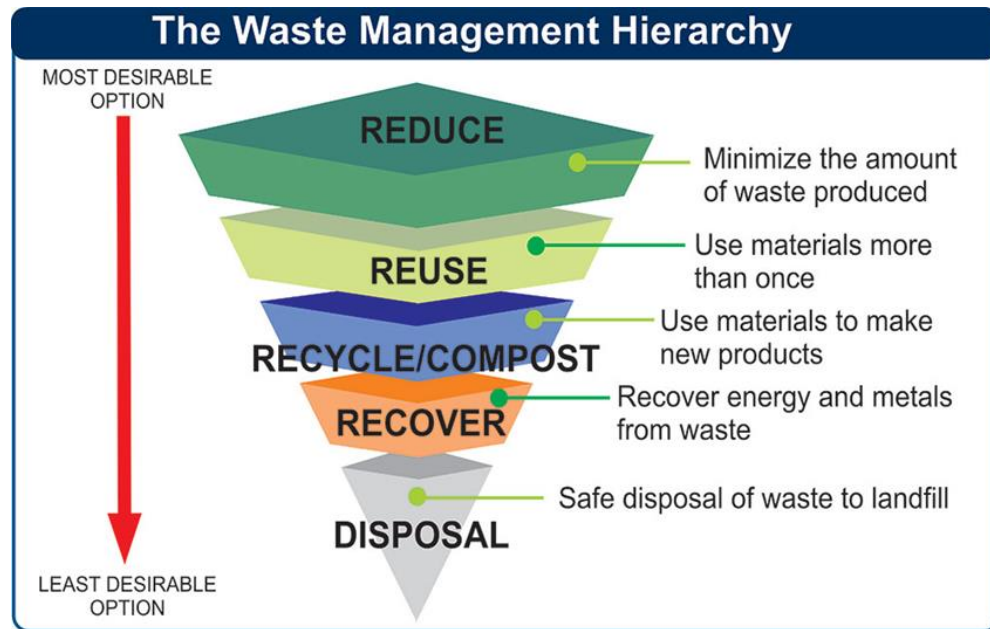 The Waste Management Hierarchy
MOST DESIRABLE
OPTION
REDUCE
Minimize the amount
of waste produced
REUSE
Use materials more
than once
RECYCLE/COMPOST
Use materials to make
new products
RECOVER
Recover energy and metals
from waste
DISPOSAL
Safe disposal of waste to landfill
LEAST DESIRABLE
OPTION